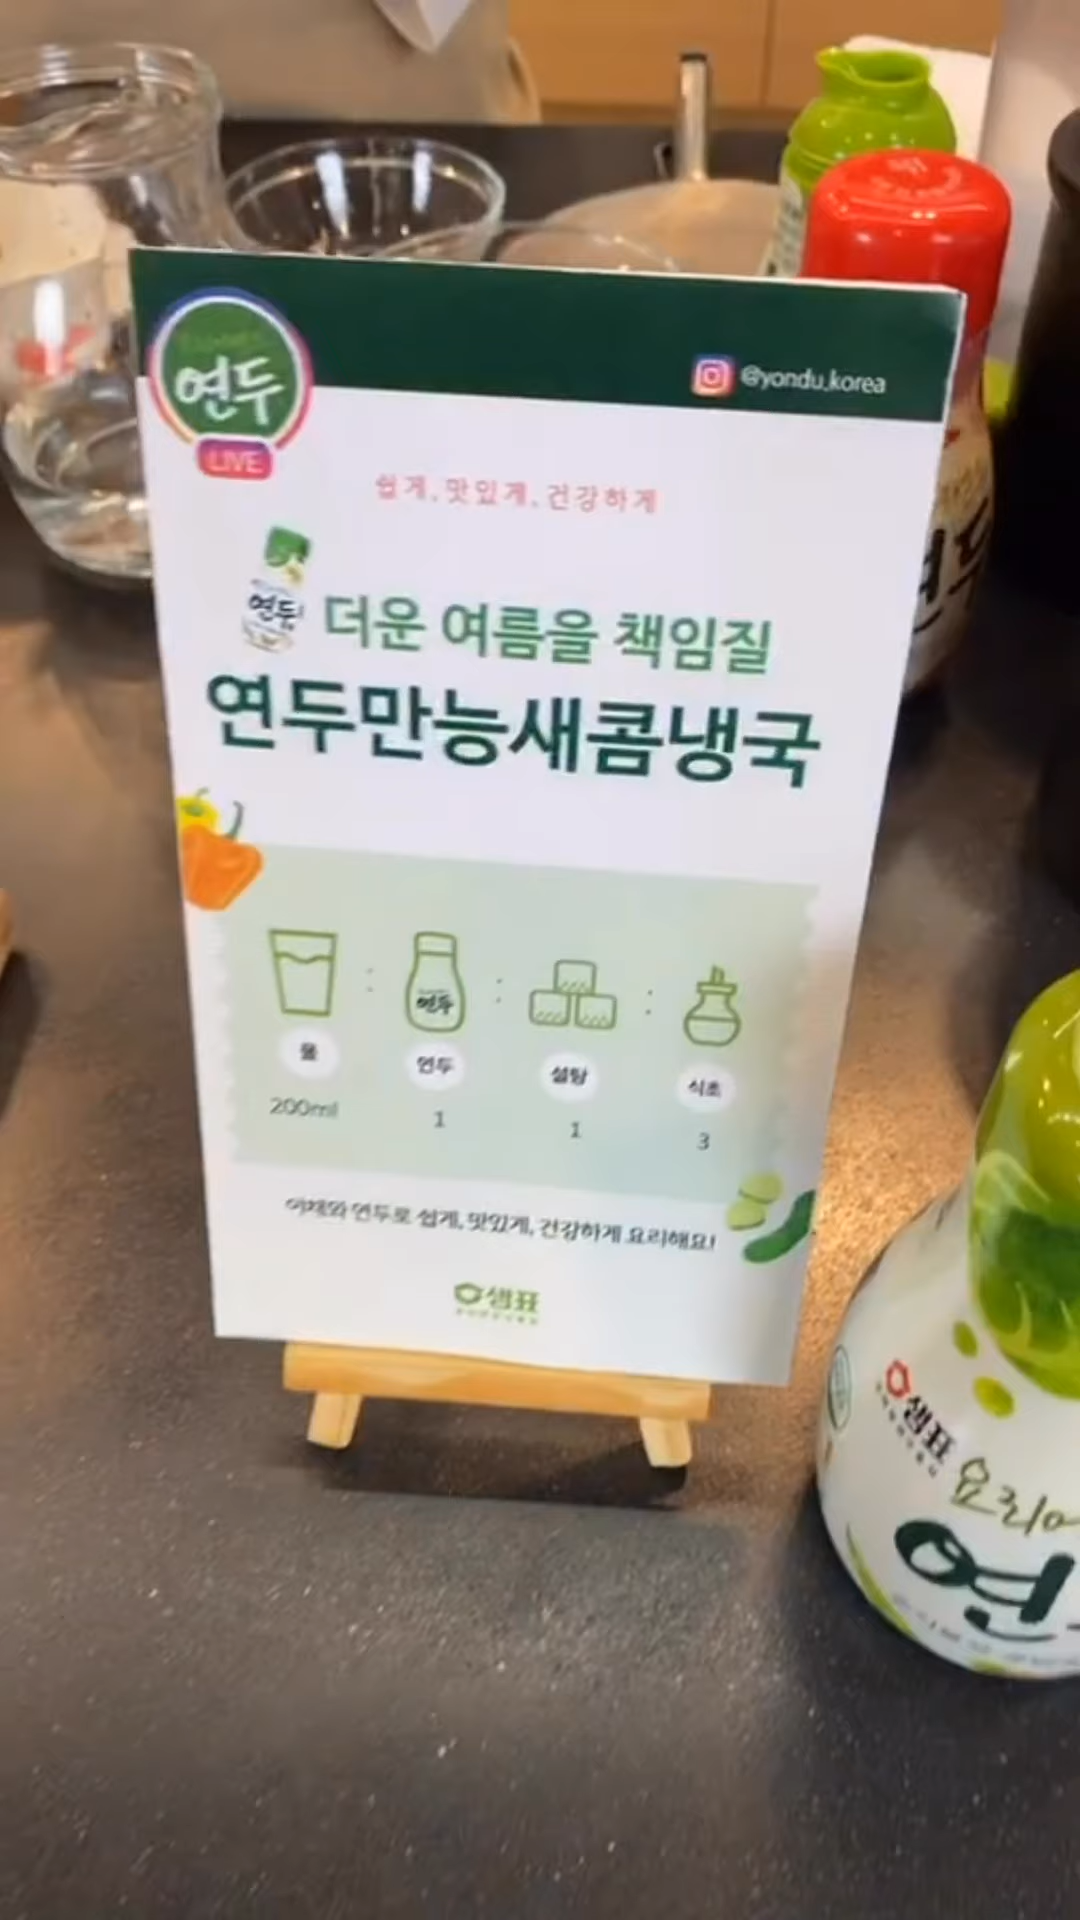 연두
LIVE
@yondu.korea
쉽게, 맛있게, 건강하게
연두
더운 여름을 책임질
연두만능새콤냉국
연두
물 : 연두 : 설탕 : 식초
200ml 1 1 3
야채와 연두로 쉽게, 맛있게, 건강하게 요리해요!
샘표
샘표
요리
연